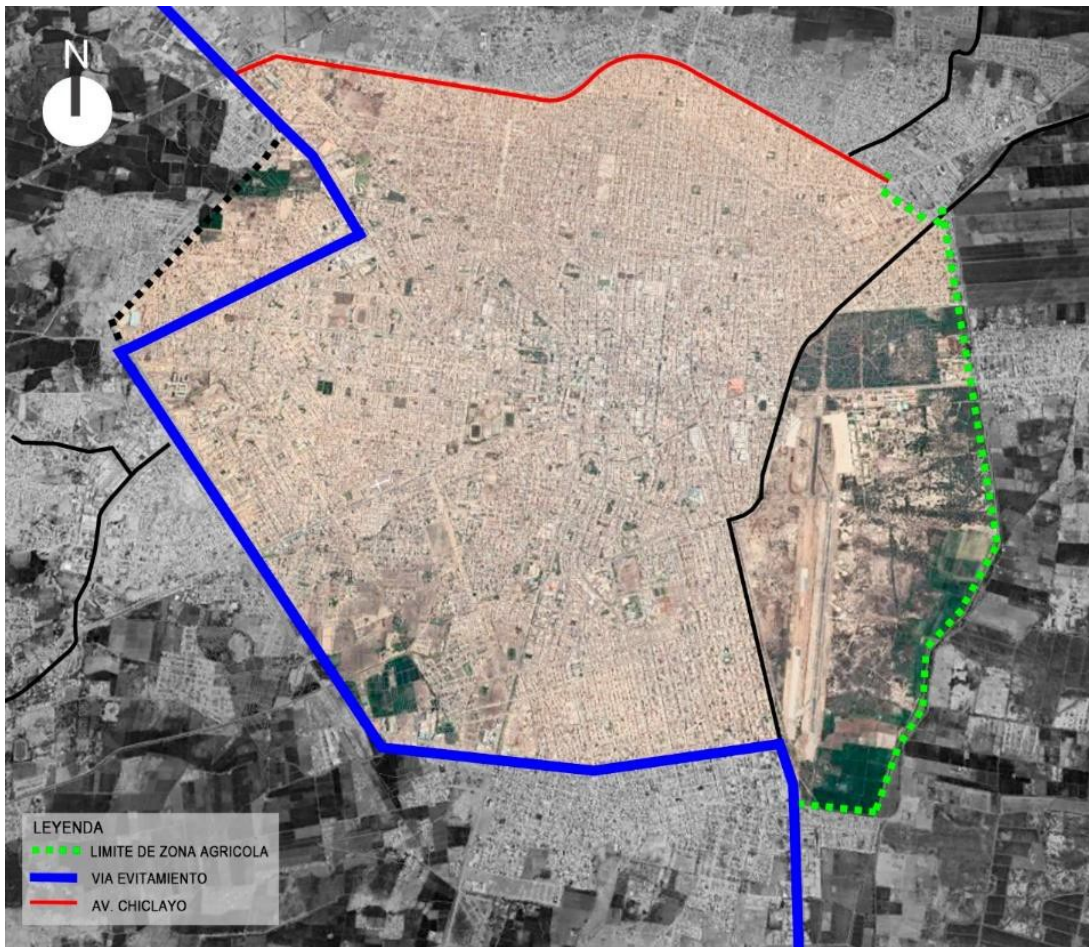 N
LEYENDA
LIMITE DE ZONA AGRICOLA
VIA EVITAMIENTO
AV. CHICLAYO